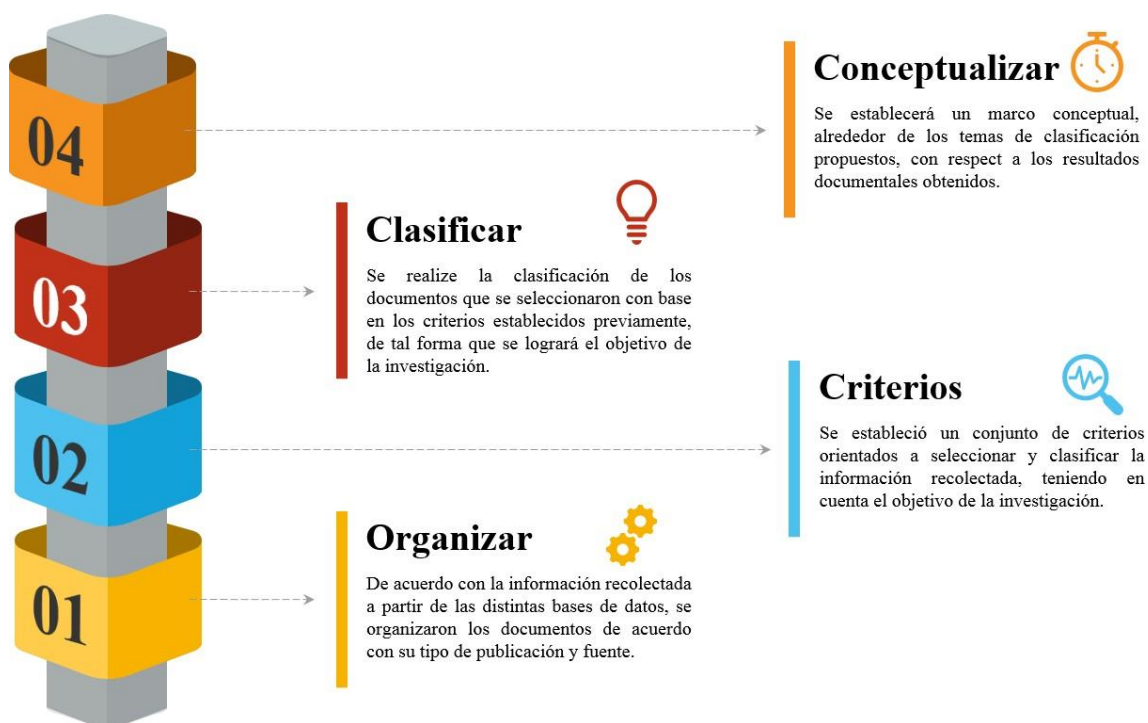 04
Conceptualizar
Se establecerá un marco conceptual,
alrededor de los temas de clasificación
propuestos, con respect a los resultados
documentales obtenidos.
03
Clasificar
Se realize la clasificación de los
documentos que se seleccionaron con base
en los criterios establecidos previamente,
de tal forma que se logrará el objetivo de
la investigación.
02
Criterios
Se estableció un conjunto de criterios
orientados a seleccionar y clasificar la
información recolectada, teniendo en
cuenta el objetivo de la investigación.
01
Organizar
De acuerdo con la información recolectada
a partir de las distintas bases de datos, se
organizaron los documentos de acuerdo
con su tipo de publicación y fuente.